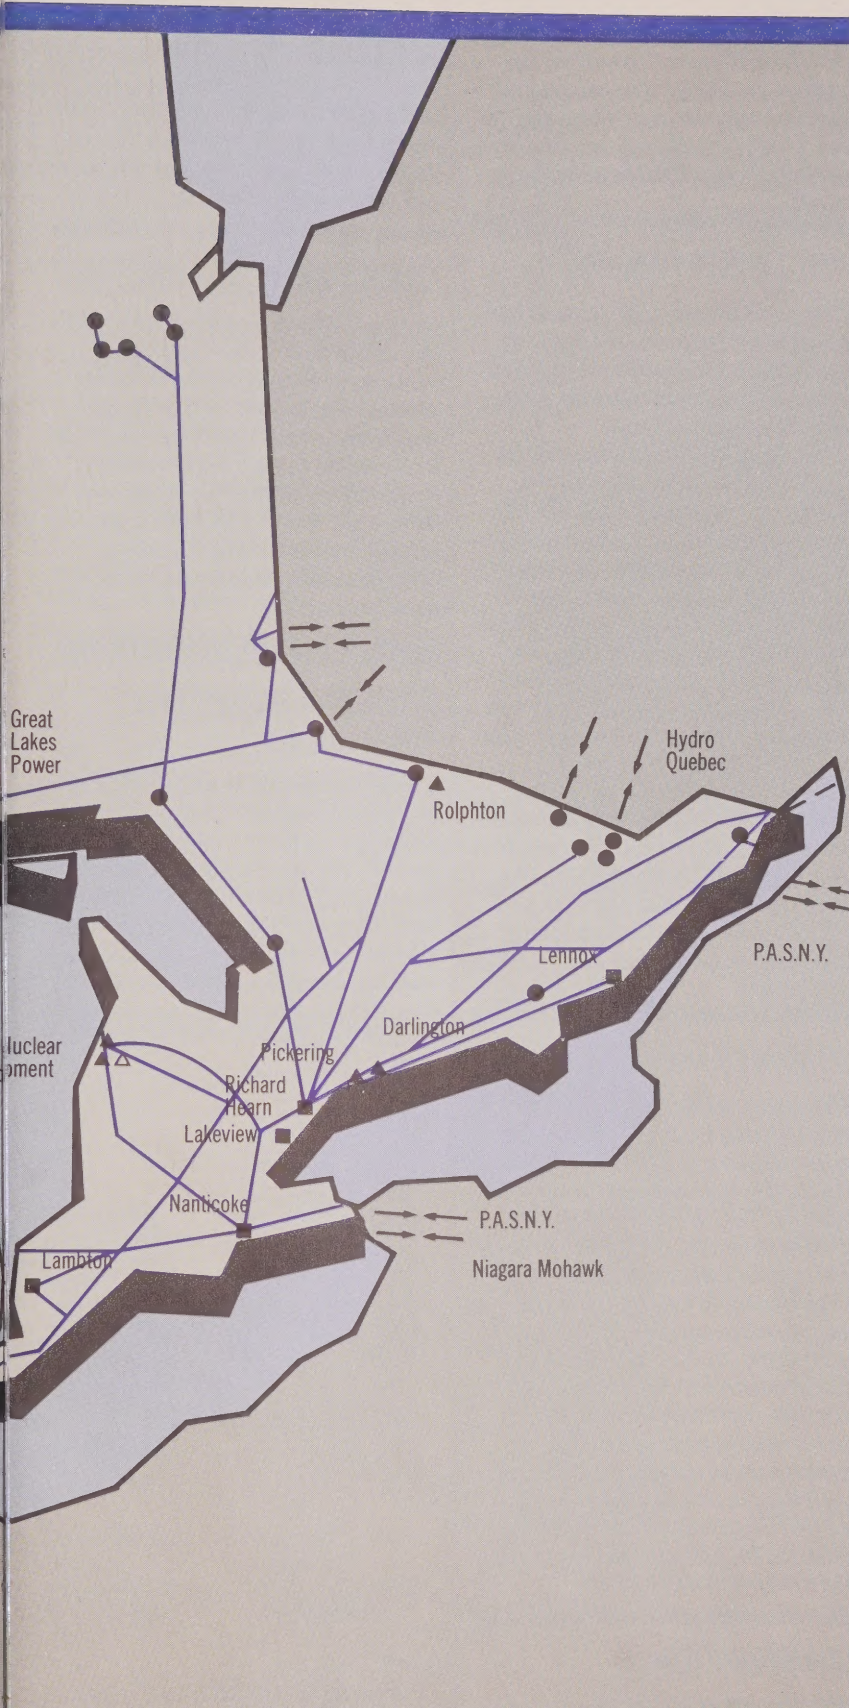 Great
Lakes
Power
Hydro
Quebec
Rolphton
P.A.S.N.Y.
Lennox
Darlington
Pickering
Richard
Hearn
Lakeview
Nanticoke
P.A.S.N.Y.
Lambton
Niagara Mohawk